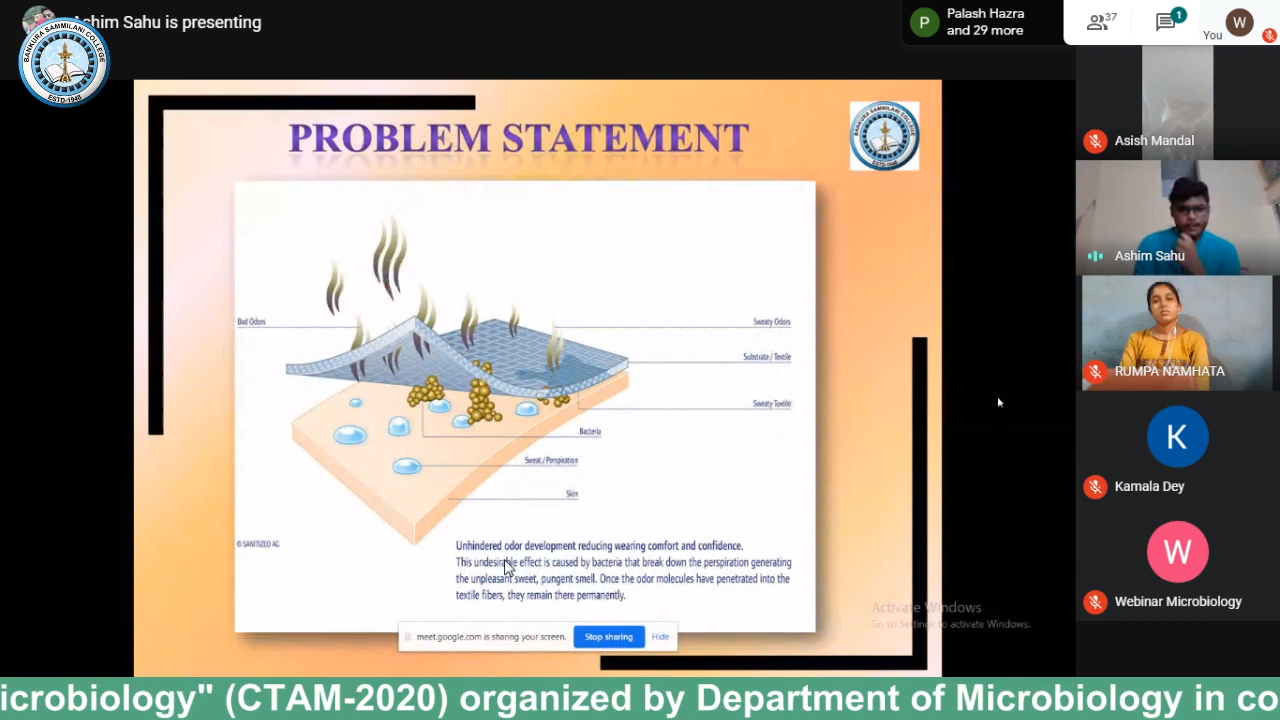 Ashim Sahu is presenting
Palash Hazra
and 29 more
P
37
1
You
W
BANKURA SAMMILANI COLLEGE
ESTD-1948
PROBLEM STATEMENT
Bad Odors
Sweaty Odors
Substrate / Textile
Sweaty Textile
Bacteria
Sweat / Perspiration
Skin
© SANITIZED AG
Unhindered odor development reducing wearing comfort and confidence.
This undesirable effect is caused by bacteria that break down the perspiration generating
the unpleasant sweet, pungent smell. Once the odor molecules have penetrated into the
textile fibers, they remain there permanently.
meet.google.com is sharing your screen.
Stop sharing
Hide
Activate Windows
Go to Settings to activate Windows.
Asish Mandal
Ashim Sahu
RUMPA NAMHATA
K
Kamala Dey
W
Webinar Microbiology
icrobiology" (CTAM-2020) organized by Department of Microbiology in co